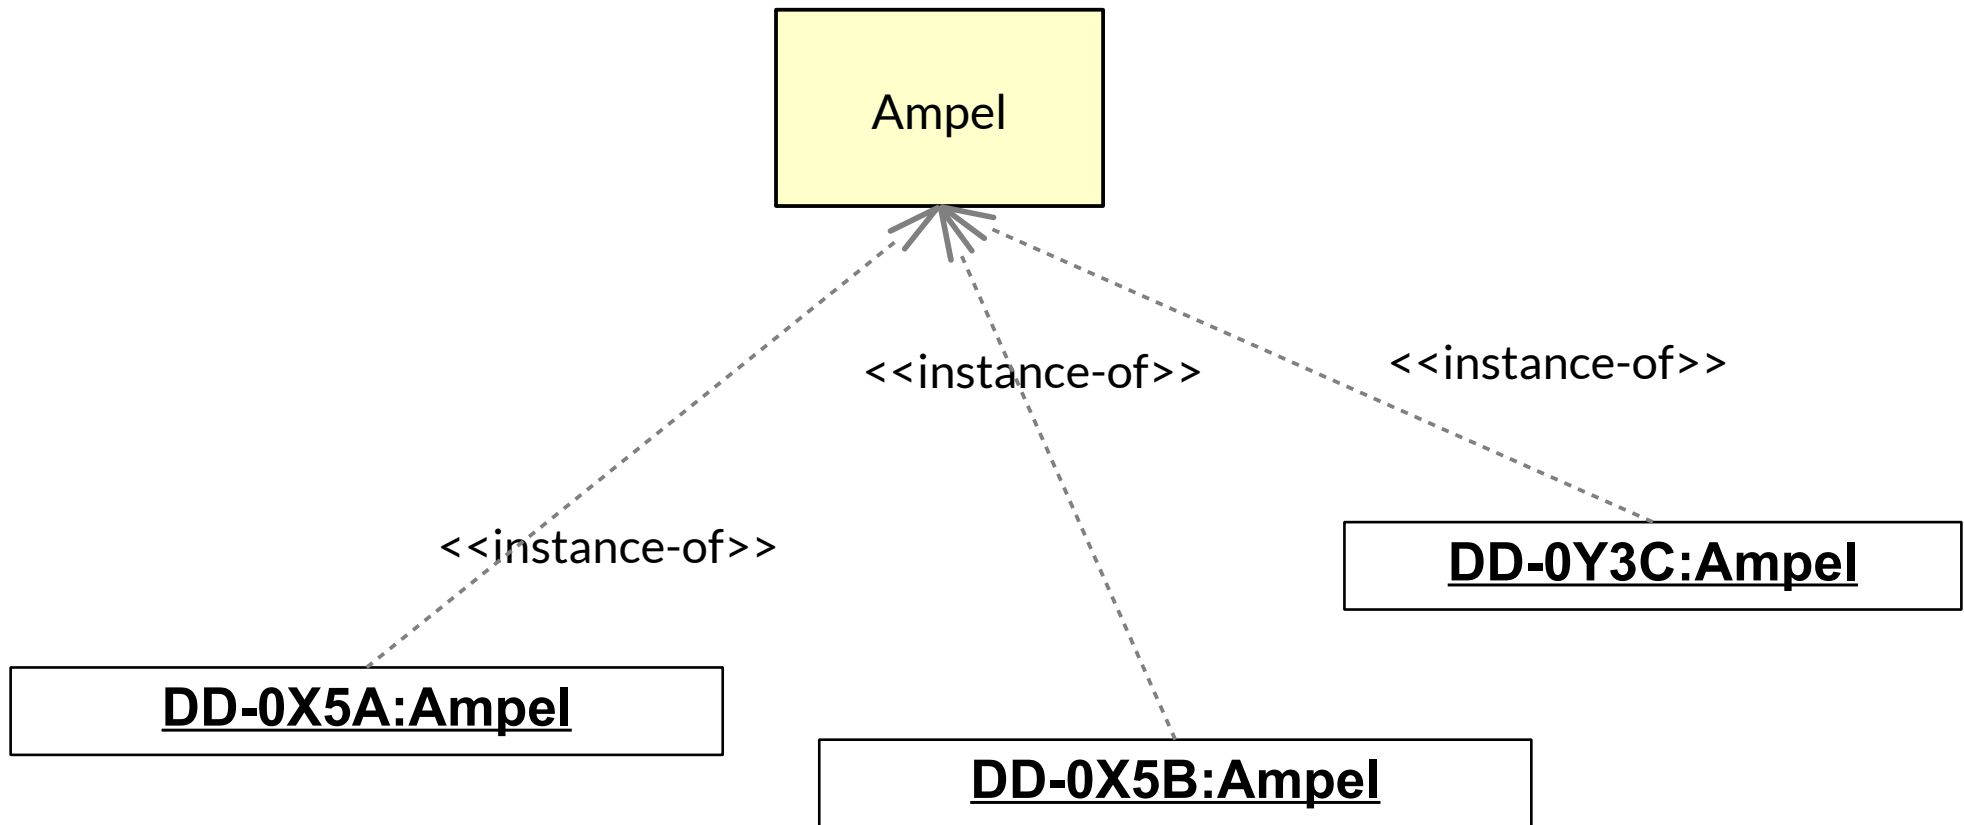 Ampel
<<instance-of>>
<<instance-of>>
<<instance-of>>
DD-0Y3C:Ampel
DD-0X5A:Ampel
DD-0X5B:Ampel